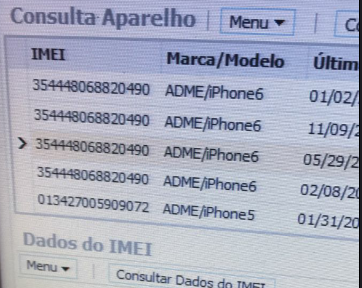 Consulta Aparelho Menu
IMEI Marca/Modelo Últim
354448068820490 ADME/iPhone6 01/02/
354448068820490 ADME/iPhone6 11/09/2
354448068820490 ADME/iPhone6 05/29/2
354448068820490 ADME/iPhone6 02/08/20
013427005909072 ADME/iPhone5 01/31/20
Dados do IMEI
Menu Consultar Dados do IMEI